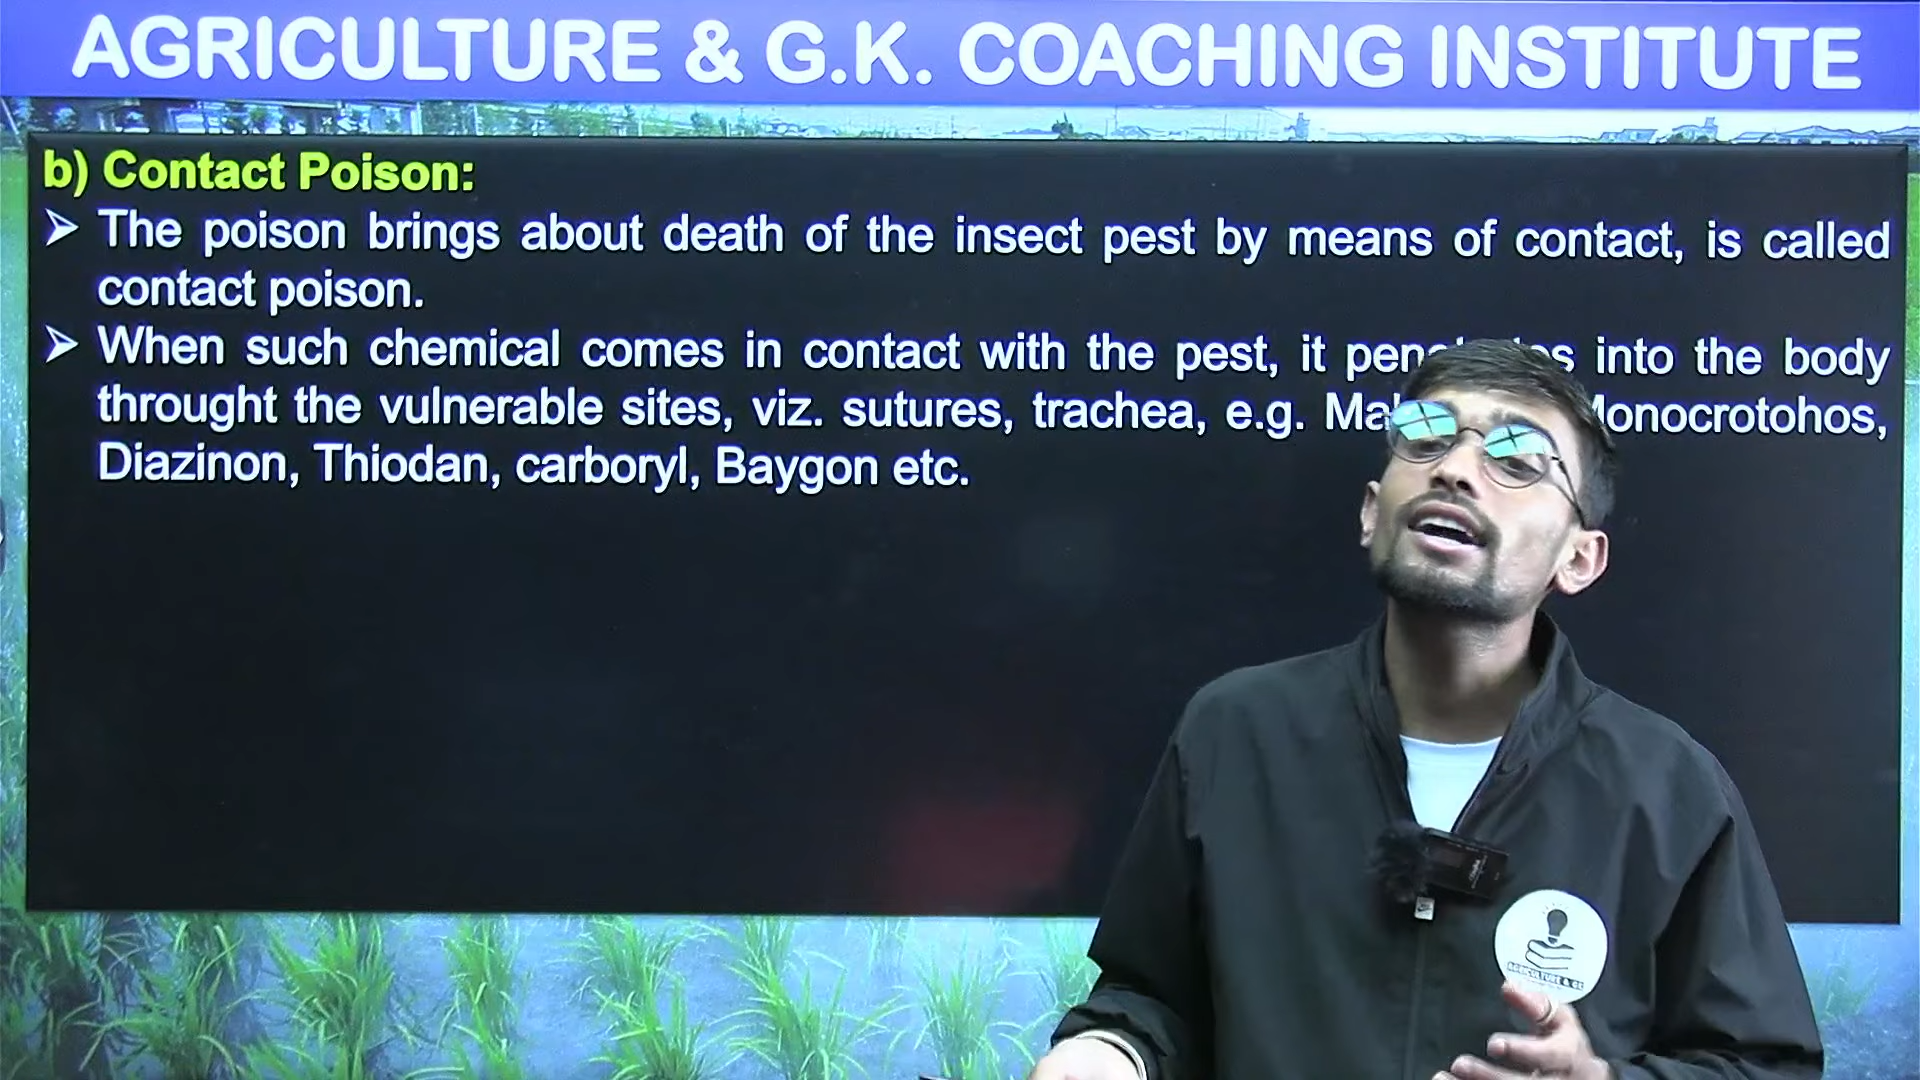 AGRICULTURE & G.K. COACHING INSTITUTE
b) Contact Poison:
➢ The poison brings about death of the insect pest by means of contact, is called
contact poison.
➢ When such chemical comes in contact with the pest, it into the body
throught the vulnerable sites, viz. sutures, trachea, e.g.
Diazinon, Thiodan, carboryl, Baygon etc.
AGRICULTURE & GK